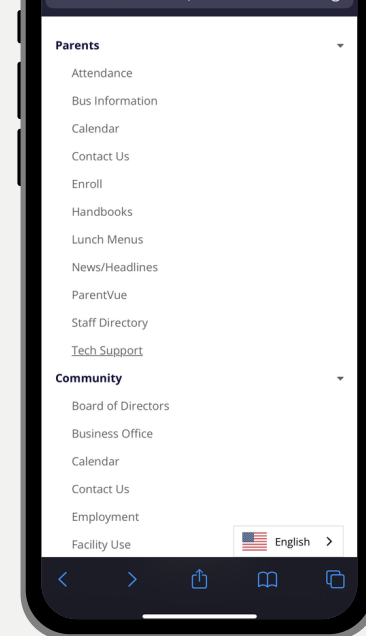 Parents
Attendance
Bus Information
Calendar
Contact Us
Enroll
Handbooks
Lunch Menus
News/Headlines
ParentVue
Staff Directory
Tech Support
Community
Board of Directors
Business Office
Calendar
Contact Us
Employment
Facility Use
English